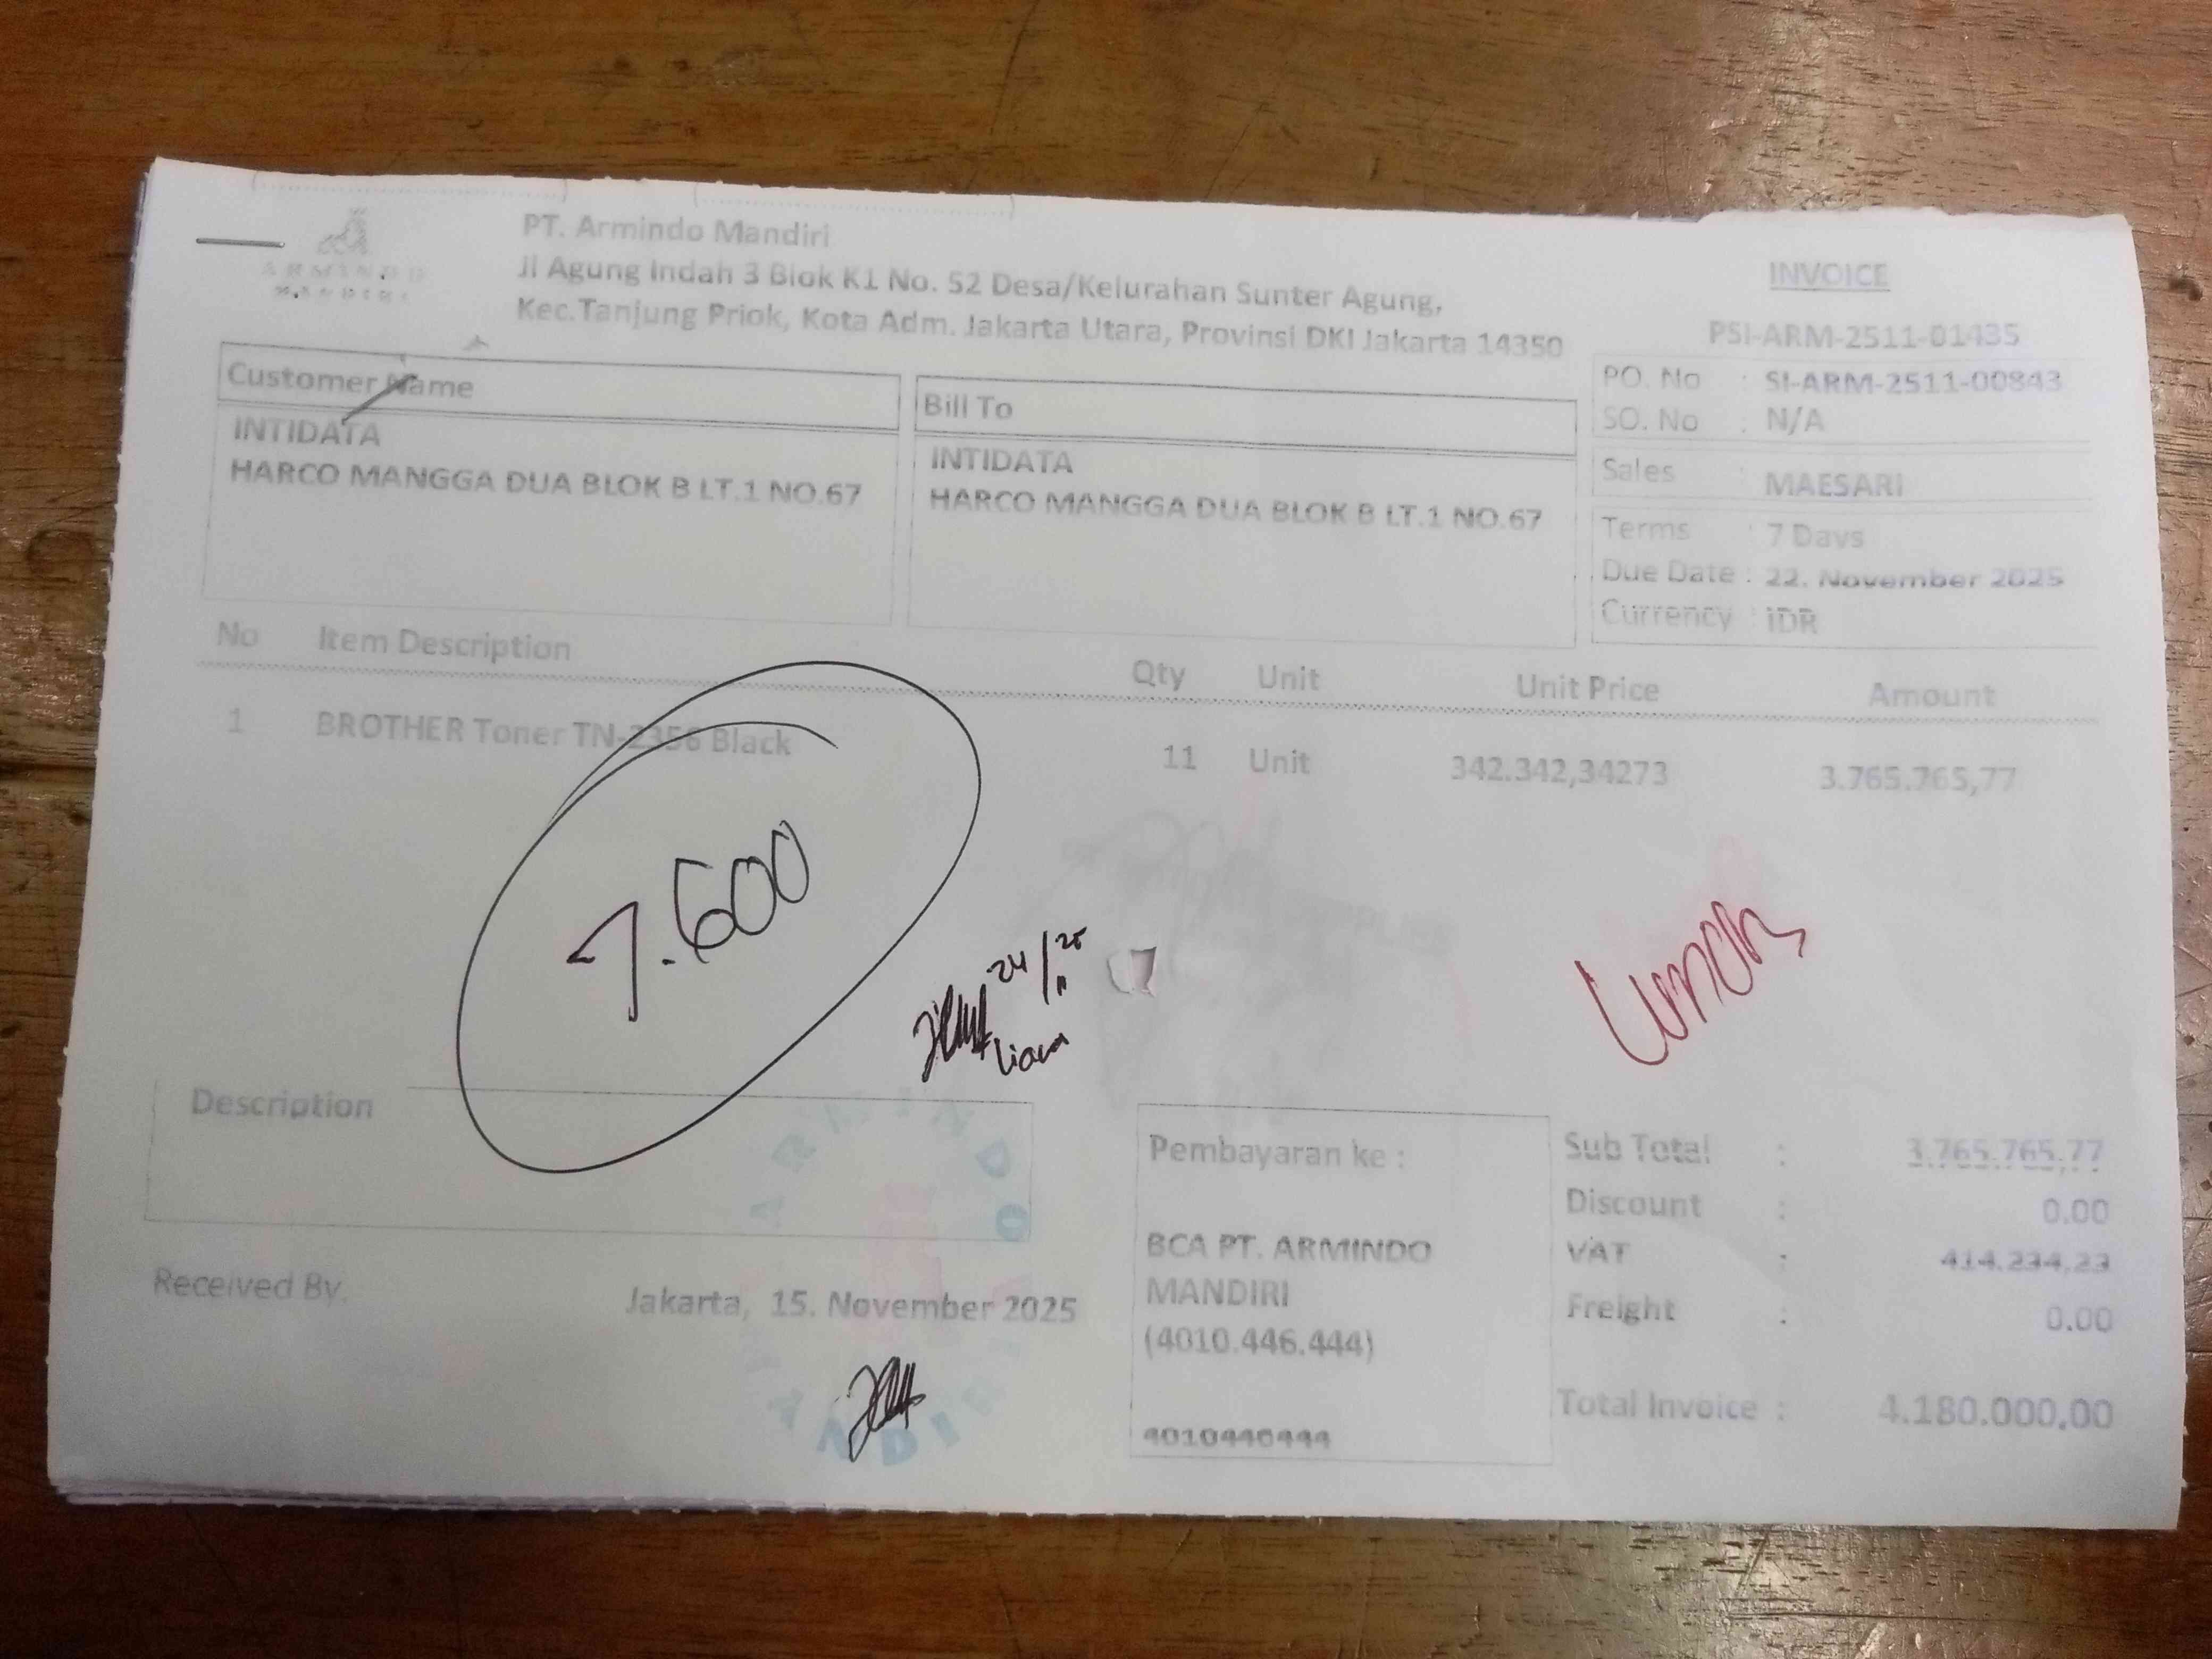 ARMINDO
MANDIRI
PT. Armindo Mandiri
Jl Agung Indah 3 Blok K1 No. 52 Desa/Kelurahan Sunter Agung,
Kec.Tanjung Priok, Kota Adm. Jakarta Utara, Provinsi DKI Jakarta 14350
INVOICE
PSI-ARM-2511-01435
Customer Name
INTIDATA
HARCO MANGGA DUA BLOK B LT.1 NO.67
Bill To
INTIDATA
HARCO MANGGA DUA BLOK B LT.1 NO.67
PO. No : SI-ARM-2511-00843
SO. No : N/A
Sales : MAESARI
Terms : 7 Days
Due Date : 22. November 2025
Currency : IDR
No Item Description Qty Unit Unit Price Amount
1 BROTHER Toner TN-2356 Black 11 Unit 342.342,34273 3.765.765,77
7.600
24/11 25
Lunas
Description
ARMINDO
MANDIRI
Received By.
Jakarta, 15. November 2025
Pembayaran ke :
BCA PT. ARMINDO
MANDIRI
(4010.446.444)
4010446444
Sub Total : 3.765.765,77
Discount : 0.00
VAT : 414.234,23
Freight : 0.00
Total Invoice : 4.180.000,00